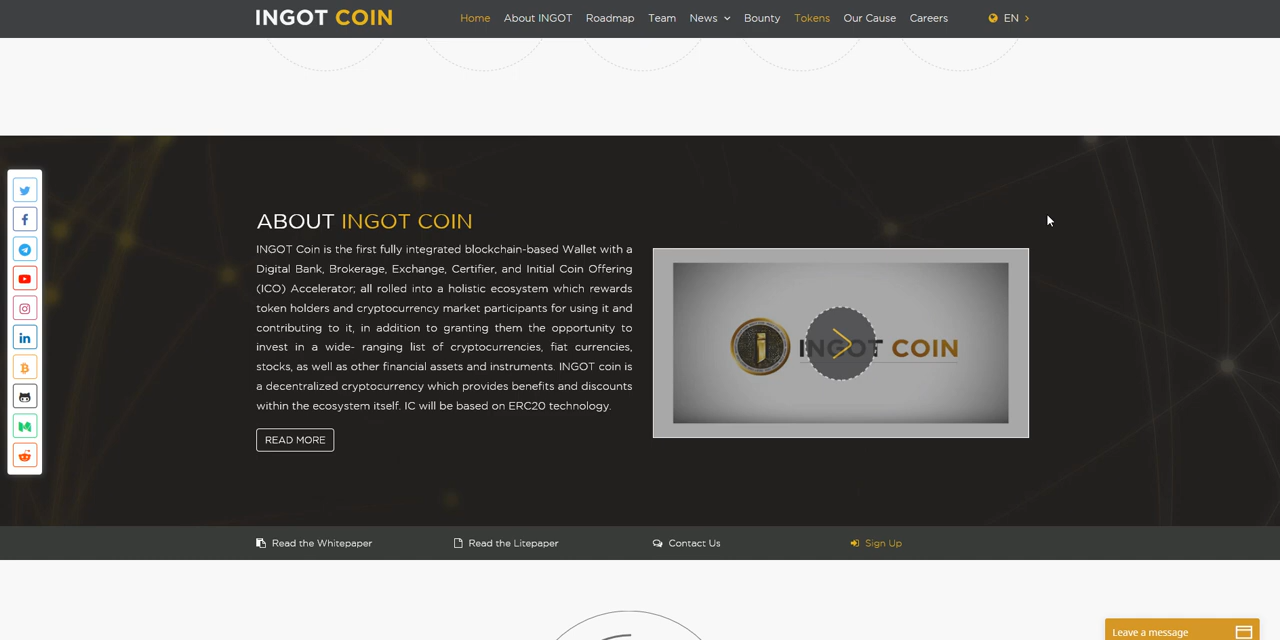 INGOT COIN
Home About INGOT Roadmap Team News Bounty Tokens Our Cause Careers EN
ABOUT INGOT COIN
INGOT Coin is the first fully integrated blockchain-based Wallet with a
Digital Bank, Brokerage, Exchange, Certifier, and Initial Coin Offering
(ICO) Accelerator; all rolled into a holistic ecosystem which rewards
token holders and cryptocurrency market participants for using it and
contributing to it, in addition to granting them the opportunity to
invest in a wide- ranging list of cryptocurrencies, fiat currencies,
stocks, as well as other financial assets and instruments. INGOT coin is
a decentralized cryptocurrency which provides benefits and discounts
within the ecosystem itself. IC will be based on ERC20 technology.
READ MORE
INGOT COIN
Read the Whitepaper Read the Litepaper Contact Us Sign Up
Leave a message